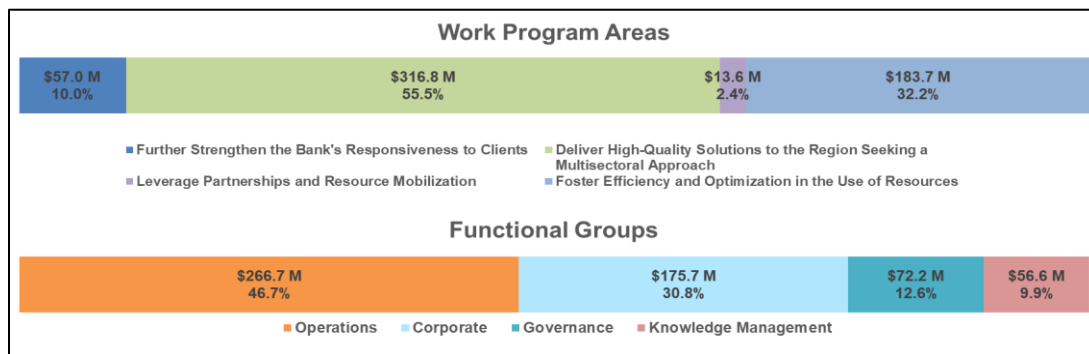 Work Program Areas
$57.0 M $316.8 M $13.6 M $183.7 M
10.0% 55.5% 2.4% 32.2%
Further Strengthen the Bank's Responsiveness to Clients Deliver High-Quality Solutions to the Region Seeking a
Multisectoral Approach
Leverage Partnerships and Resource Mobilization Foster Efficiency and Optimization in the Use of Resources
Functional Groups
$266.7 M $175.7 M $72.2 M $56.6 M
46.7% 30.8% 12.6% 9.9%
Operations Corporate Governance Knowledge Management